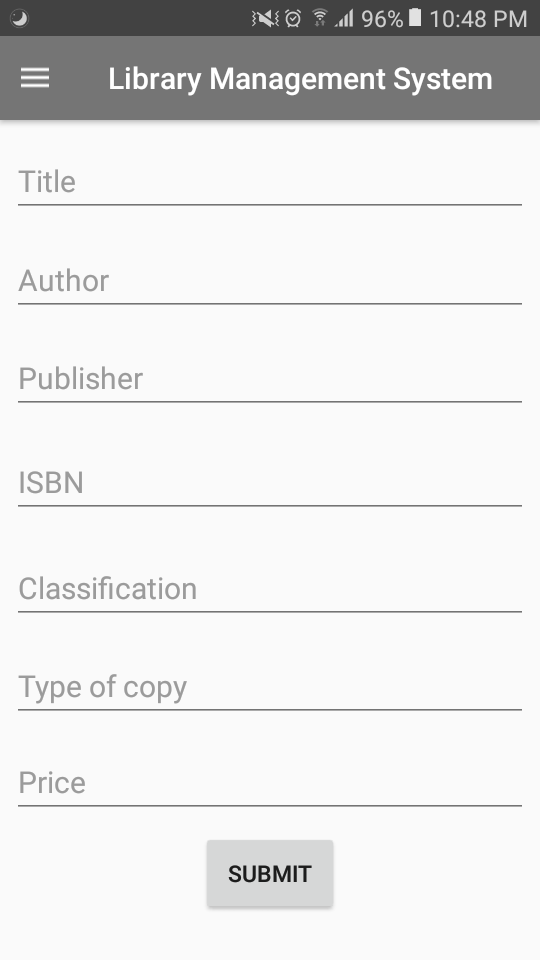 96% 10:48 PM
Library Management System
Title
Author
Publisher
ISBN
Classification
Type of copy
Price
SUBMIT